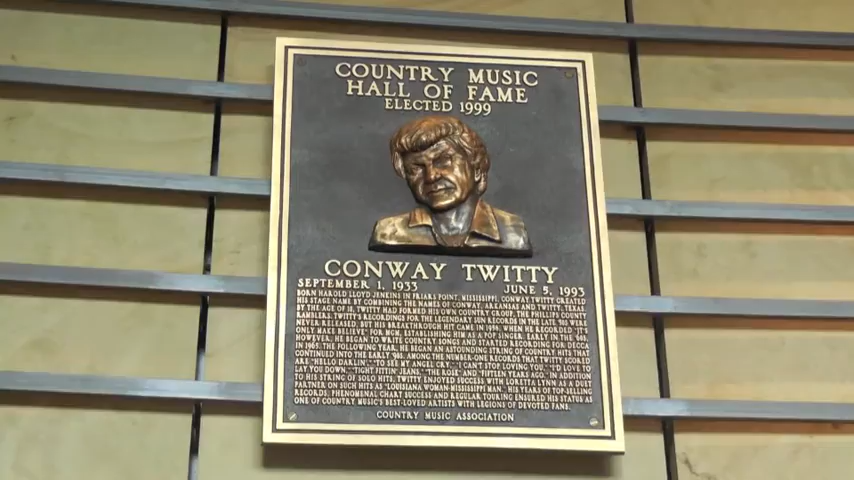 COUNTRY MUSIC
HALL OF FAME
ELECTED 1999
CONWAY TWITTY
SEPTEMBER 1, 1933 JUNE 5, 1993
BORN HAROLD LLOYD JENKINS IN FRIARS POINT, MISSISSIPPI, CONWAY TWITTY CREATED
HIS STAGE NAME BY COMBINING THE NAMES OF CONWAY, ARKANSAS AND TWITTY, TEXAS.
BY THE AGE OF 12, TWITTY HAD FORMED HIS OWN COUNTRY GROUP, THE PHILLIPS COUNTY
RAMBLERS. TWITTY'S RECORDINGS FOR THE LEGENDARY SUN RECORDS IN THE LATE '50S WERE
NEVER RELEASED, BUT HIS BREAKTHROUGH HIT CAME IN 1958, WHEN HE RECORDED "IT'S
ONLY MAKE BELIEVE" FOR MGM, ESTABLISHING HIM AS A POP SINGER. EARLY IN THE '60S,
HOWEVER, HE BEGAN TO WRITE COUNTRY SONGS AND STARTED RECORDING FOR DECCA
IN 1965. THE FOLLOWING YEAR, HE BEGAN AN ASTOUNDING STRING OF COUNTRY HITS THAT
CONTINUED INTO THE EARLY '90S. AMONG THE NUMBER-ONE RECORDS THAT TWITTY SCORED
ARE "HELLO DARLIN'," "TO SEE MY ANGEL CRY," "I CAN'T STOP LOVING YOU," "I'D LOVE TO
LAY YOU DOWN," "TIGHT FITTIN' JEANS," "THE ROSE" AND "FIFTEEN YEARS AGO." IN ADDITION
TO HIS STRING OF SOLO HITS, TWITTY ENJOYED SUCCESS WITH LORETTA LYNN AS A DUET
PARTNER ON SUCH HITS AS "LOUISIANA WOMAN, MISSISSIPPI MAN." HIS YEARS OF TOP-SELLING
RECORDS, PHENOMENAL CHART SUCCESS AND REGULAR TOURING ENSURED HIS STATUS AS
ONE OF COUNTRY MUSIC'S BEST-LOVED ARTISTS WITH LEGIONS OF DEVOTED FANS.
COUNTRY MUSIC ASSOCIATION